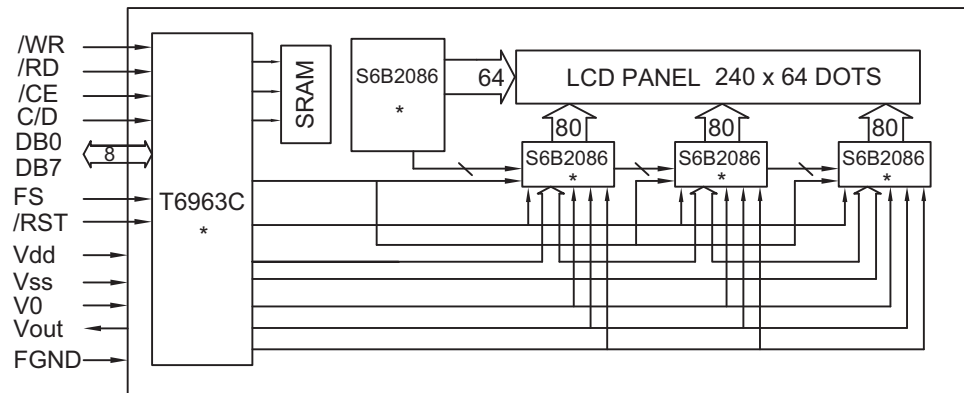 /WR
/RD
/CE
C/D
DB0
8
DB7
FS
/RST
Vdd
Vss
V0
Vout
FGND
T6963C
*
SRAM
S6B2086
*
64
LCD PANEL 240 x 64 DOTS
80
80
80
S6B2086
*
S6B2086
*
S6B2086
*